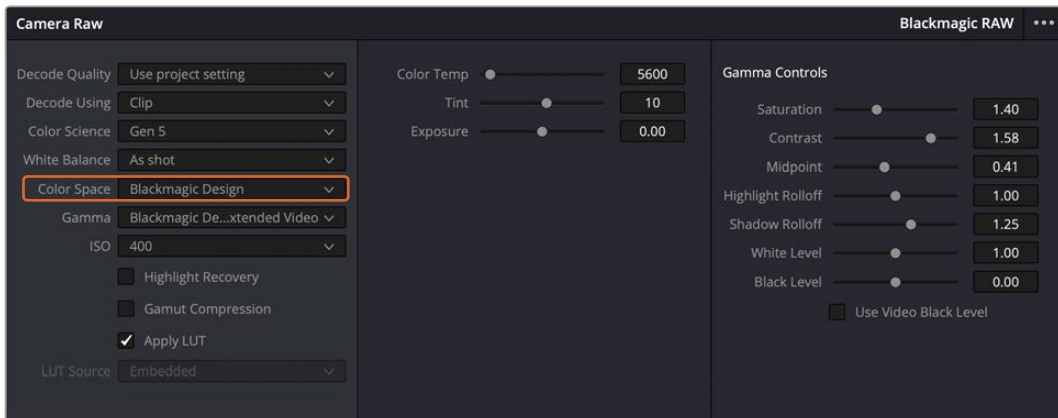 Camera Raw
Blackmagic RAW
Decode Quality Use project setting
Decode Using Clip
Color Science Gen 5
White Balance As shot
Color Space Blackmagic Design
Gamma Blackmagic De...xtended Video
ISO 400
Highlight Recovery
Gamut Compression
Apply LUT
LUT Source Embedded
Color Temp 5600
Tint 10
Exposure 0.00
Gamma Controls
Saturation 1.40
Contrast 1.58
Midpoint 0.41
Highlight Rolloff 1.00
Shadow Rolloff 1.25
White Level 1.00
Black Level 0.00
Use Video Black Level